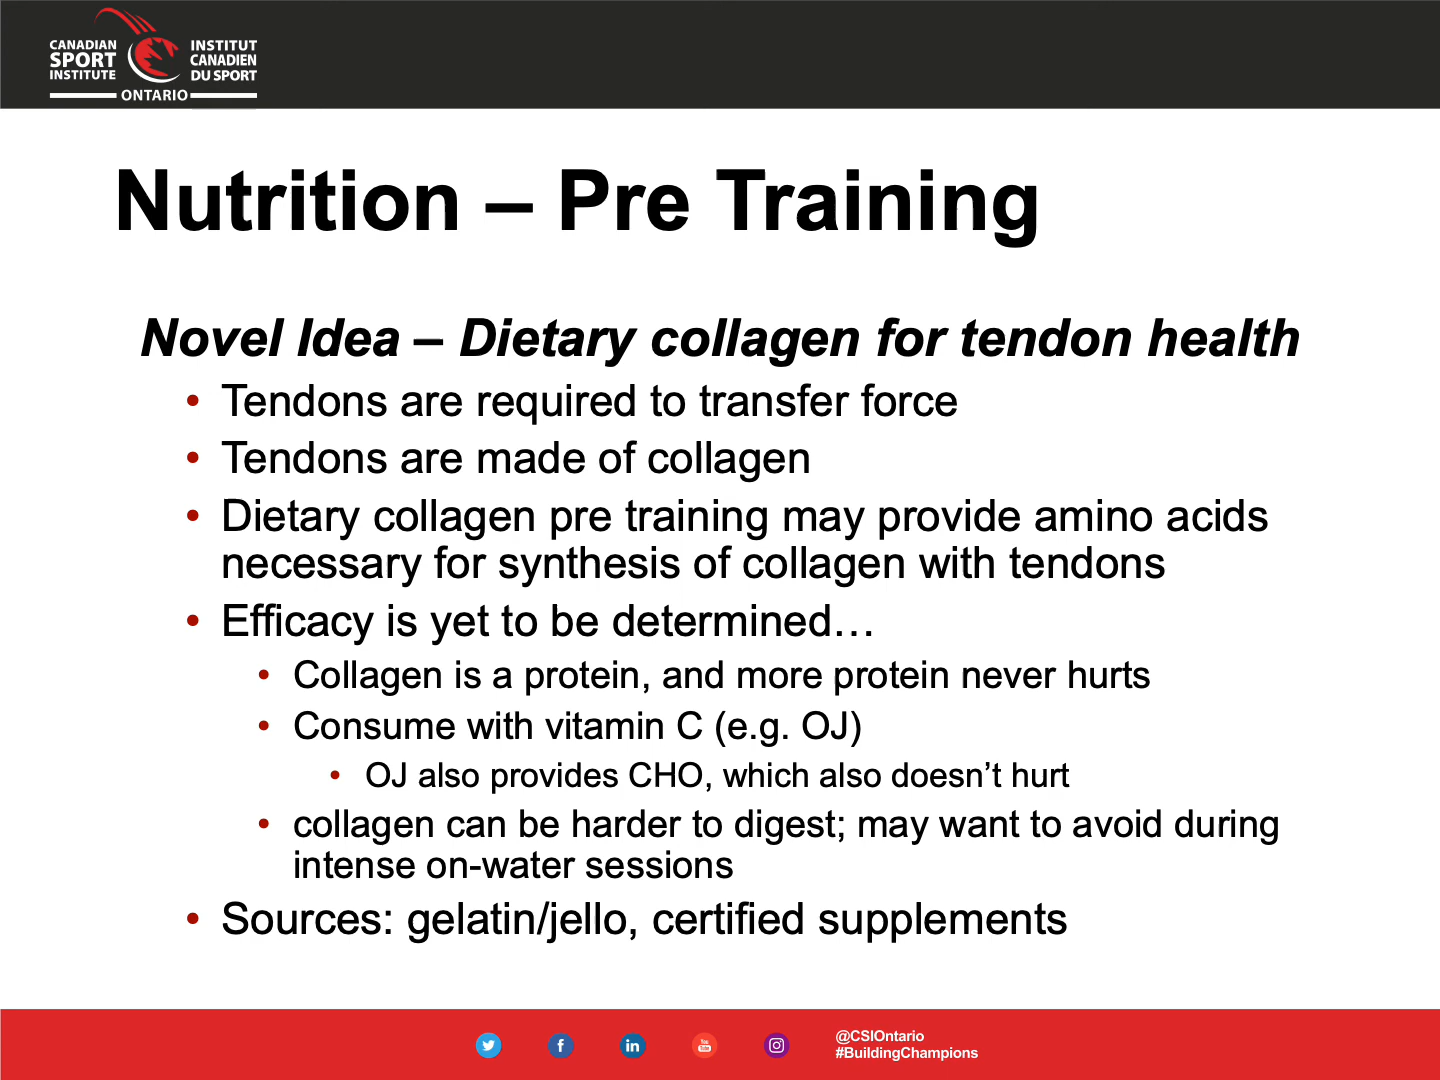 CANADIAN
SPORT
INSTITUTE
INSTITUT
CANADIEN
DU SPORT
ONTARIO
Nutrition – Pre Training
Novel Idea – Dietary collagen for tendon health
• Tendons are required to transfer force
• Tendons are made of collagen
• Dietary collagen pre training may provide amino acids
necessary for synthesis of collagen with tendons
• Efficacy is yet to be determined…
• Collagen is a protein, and more protein never hurts
• Consume with vitamin C (e.g. OJ)
• OJ also provides CHO, which also doesn’t hurt
• collagen can be harder to digest; may want to avoid during
intense on-water sessions
• Sources: gelatin/jello, certified supplements
f
in
You
Tube
@CSIOntario
#BuildingChampions